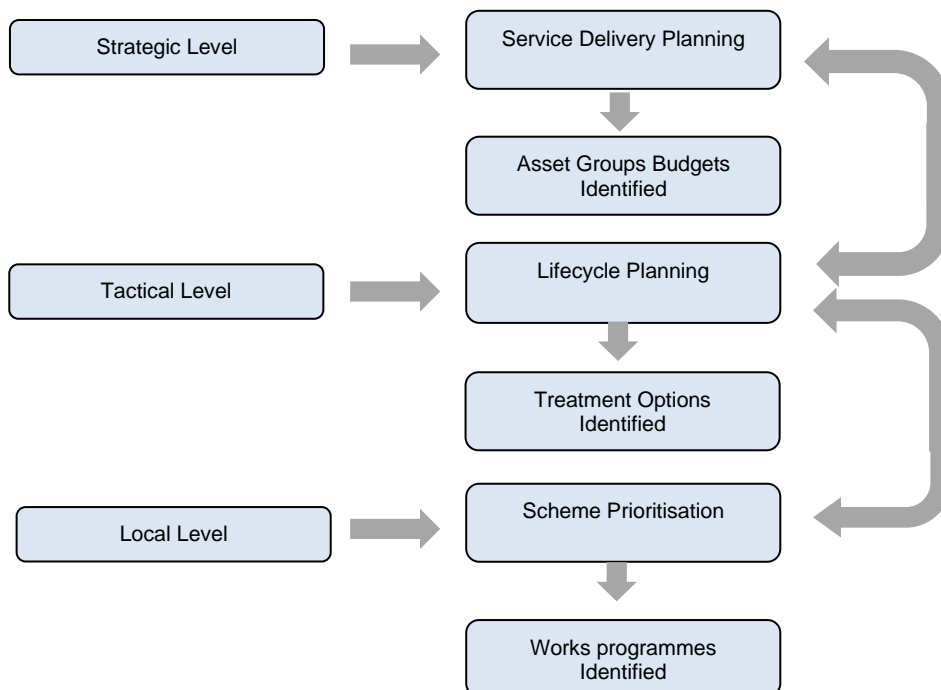 Strategic Level
Service Delivery Planning
Asset Groups Budgets
Identified
Tactical Level
Lifecycle Planning
Treatment Options
Identified
Local Level
Scheme Prioritisation
Works programmes
Identified